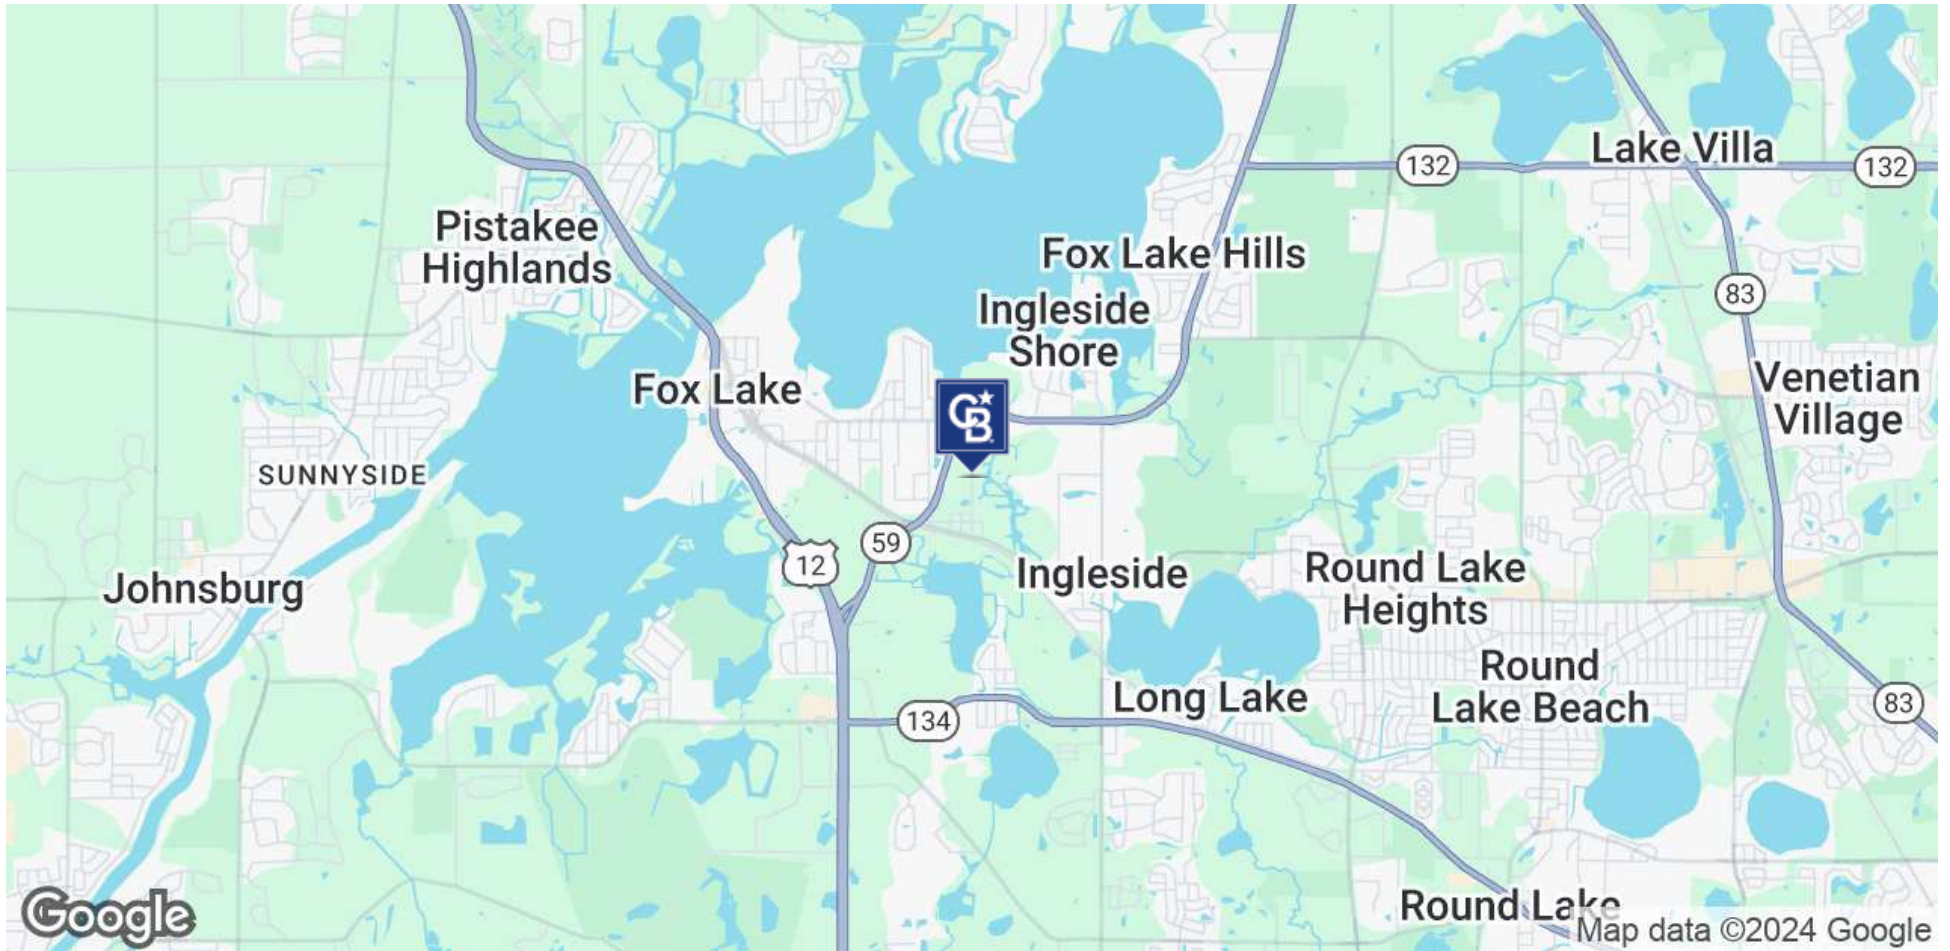 132
Lake Villa
132
Pistakee
Highlands
Fox Lake Hills
83
Ingleside
Shore
Fox Lake
Venetian
Village
CB
SUNNYSIDE
59
12
Ingleside
Round Lake
Heights
Johnsburg
Round
Lake Beach
Long Lake
83
134
Round Lake
Google
Map data ©2024 Google